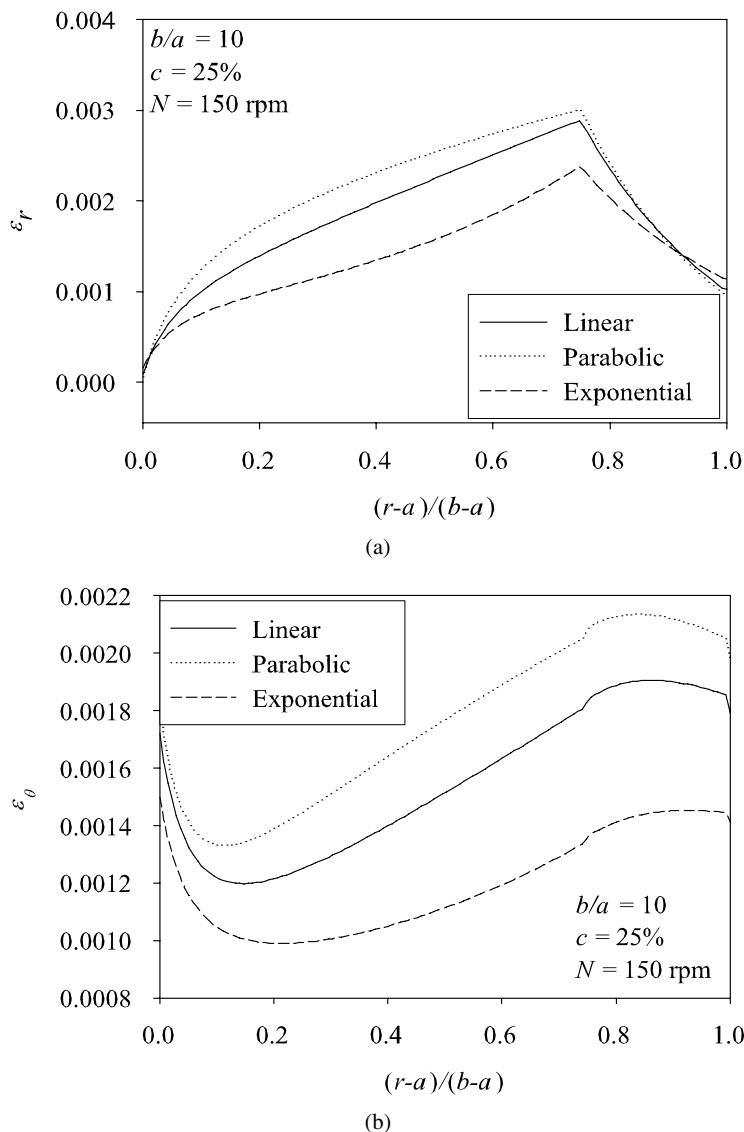 0.004
b/a = 10
c = 25%
N = 150 rpm
0.003
0.002
0.001
0.000
εr
Linear
Parabolic
Exponential
0.0 0.2 0.4 0.6 0.8 1.0
(r-a)/(b-a)
(a)
0.0022
0.0020
0.0018
0.0016
0.0014
0.0012
0.0010
0.0008
εθ
Linear
Parabolic
Exponential
b/a = 10
c = 25%
N = 150 rpm
0.0 0.2 0.4 0.6 0.8 1.0
(r-a)/(b-a)
(b)